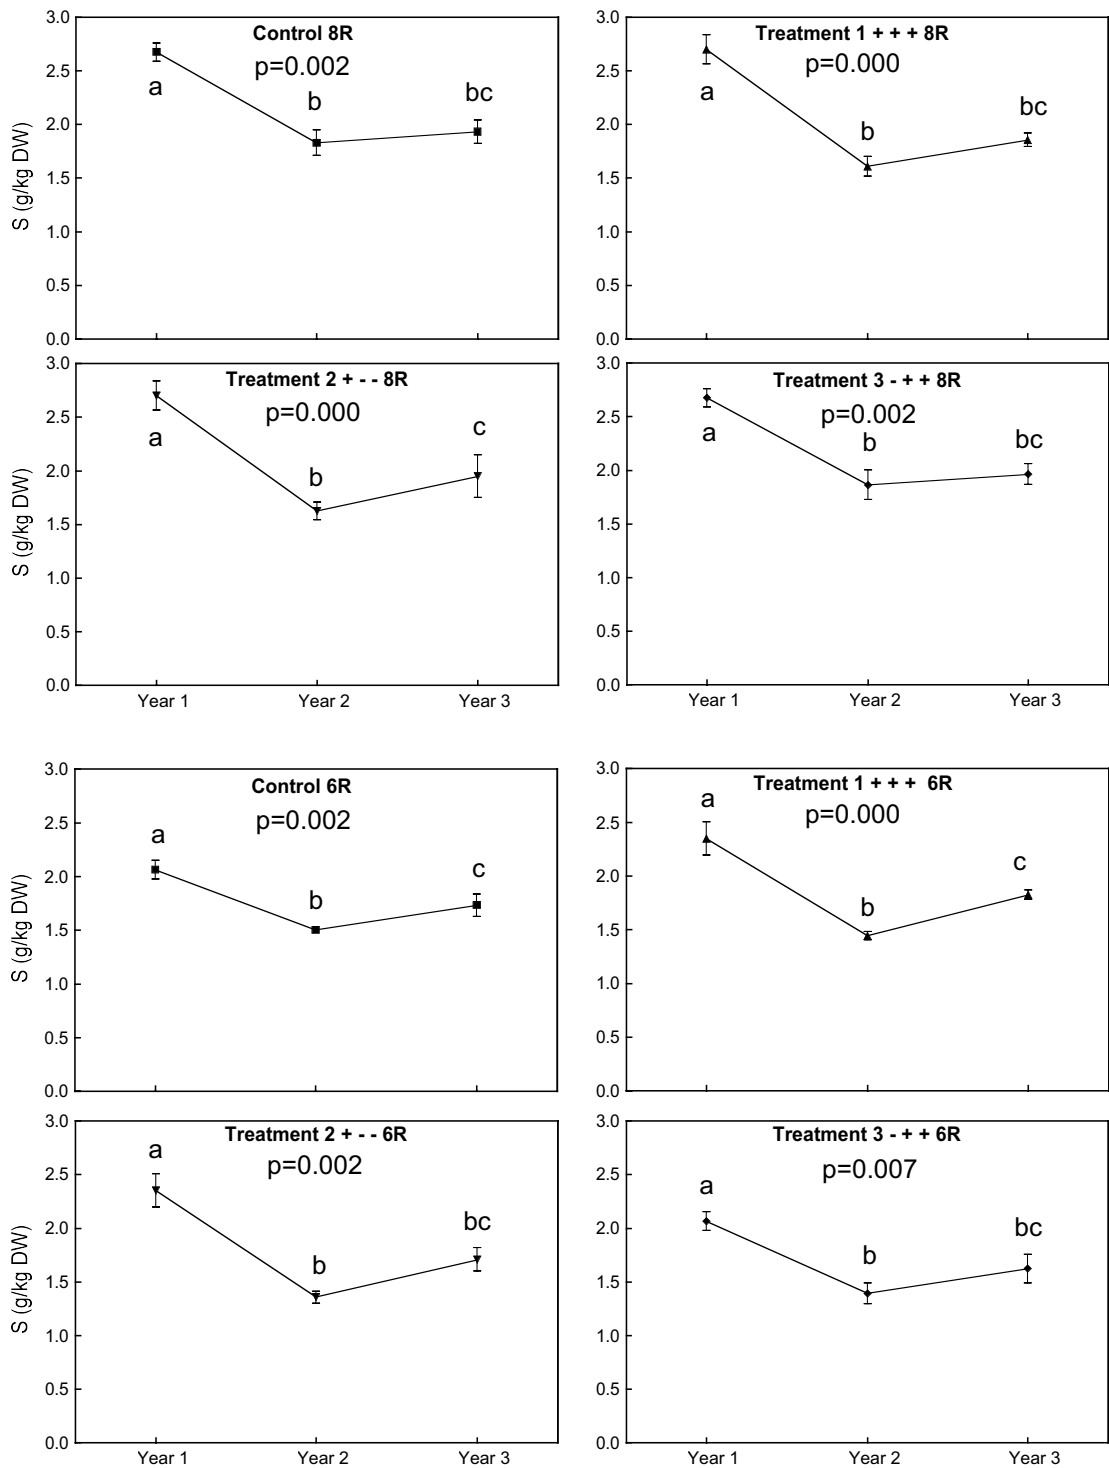 Control 8R
p=0.002
a
b
bc
S (g/kg DW)
3.0
2.5
2.0
1.5
1.0
0.5
0.0
Treatment 1 + + + 8R
p=0.000
a
b
bc
3.0
2.5
2.0
1.5
1.0
0.5
0.0
Treatment 2 + - - 8R
p=0.000
a
b
c
S (g/kg DW)
3.0
2.5
2.0
1.5
1.0
0.5
0.0
Year 1 Year 2 Year 3
Treatment 3 - + + 8R
p=0.002
a
b
bc
3.0
2.5
2.0
1.5
1.0
0.5
0.0
Year 1 Year 2 Year 3
Control 6R
p=0.002
a
b
c
S (g/kg DW)
3.0
2.5
2.0
1.5
1.0
0.5
0.0
Treatment 1 + + + 6R
p=0.000
a
b
c
3.0
2.5
2.0
1.5
1.0
0.5
0.0
Treatment 2 + - - 6R
p=0.002
a
b
bc
S (g/kg DW)
3.0
2.5
2.0
1.5
1.0
0.5
0.0
Year 1 Year 2 Year 3
Treatment 3 - + + 6R
p=0.007
a
b
bc
3.0
2.5
2.0
1.5
1.0
0.5
0.0
Year 1 Year 2 Year 3